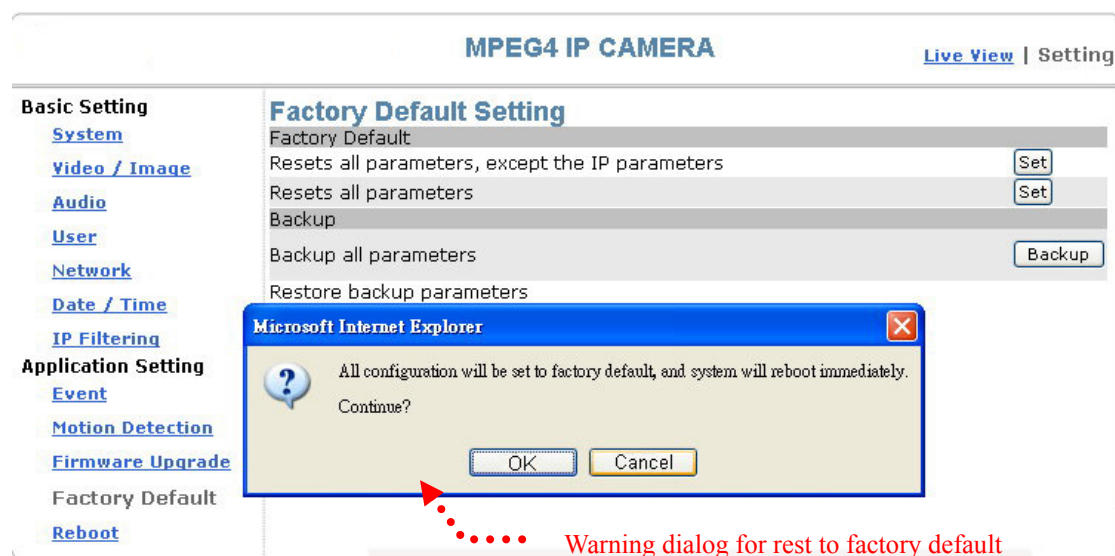 MPEG4 IP CAMERA
Live View | Setting
Basic Setting
System
Video / Image
Audio
User
Network
Date / Time
IP Filtering
Application Setting
Event
Motion Detection
Firmware Upgrade
Factory Default
Reboot
Factory Default Setting
Factory Default
Resets all parameters, except the IP parameters Set
Resets all parameters Set
Backup
Backup all parameters Backup
Restore backup parameters
Microsoft Internet Explorer
All configuration will be set to factory default, and system will reboot immediately.
Continue?
OK Cancel
Warning dialog for rest to factory default